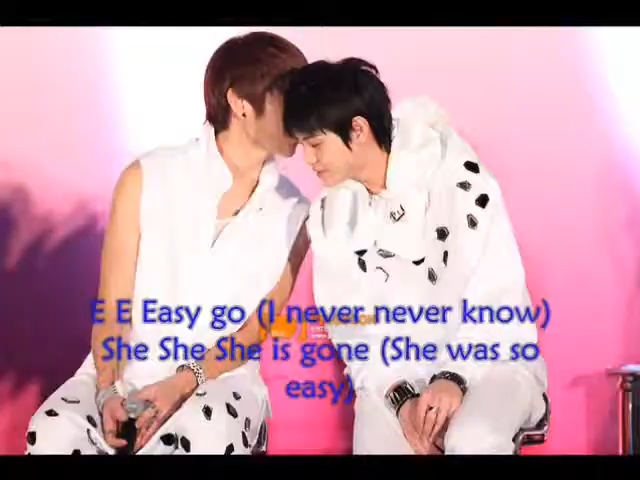 E E Easy go (I never never know)
She She She is gone (She was so
easy)